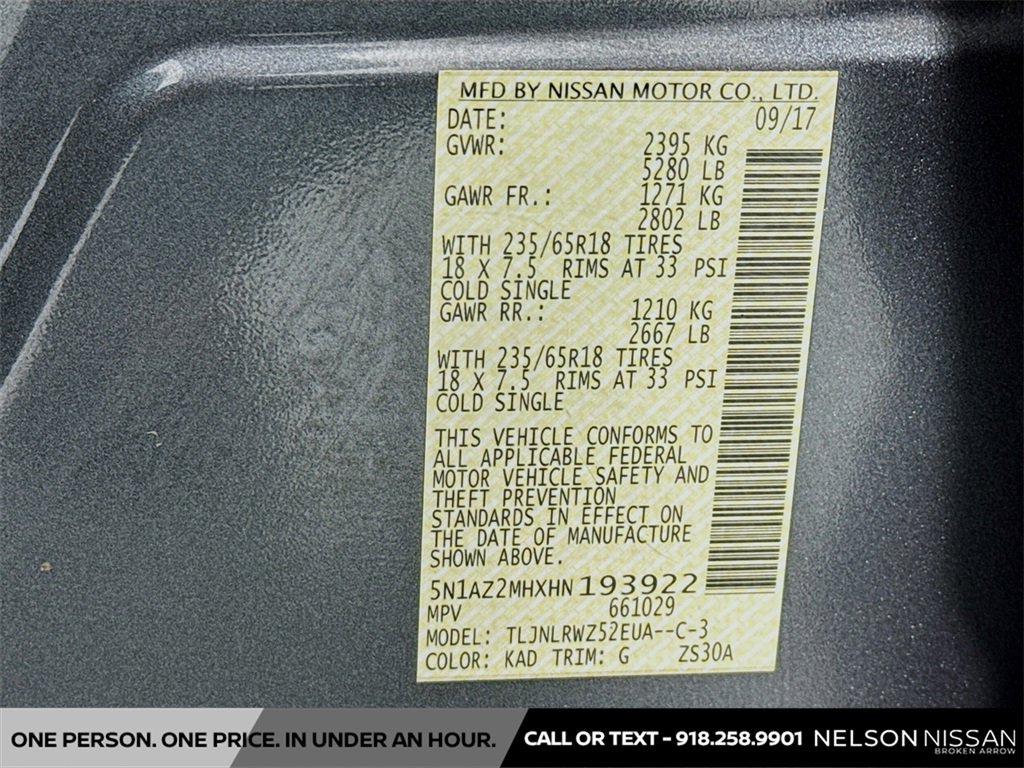 MFD BY NISSAN MOTOR CO., LTD.
DATE: 09/17
GVWR: 2395 KG
5280 LB
GAWR FR.: 1271 KG
2802 LB
WITH 235/65R18 TIRES
18 X 7.5 RIMS AT 33 PSI
COLD SINGLE
GAWR RR.: 1210 KG
2667 LB
WITH 235/65R18 TIRES
18 X 7.5 RIMS AT 33 PSI
COLD SINGLE
THIS VEHICLE CONFORMS TO
ALL APPLICABLE FEDERAL
MOTOR VEHICLE SAFETY AND
THEFT PREVENTION
STANDARDS IN EFFECT ON
THE DATE OF MANUFACTURE
SHOWN ABOVE.
5N1AZ2MHXHN193922
MPV 661029
MODEL: TLJNLRWZ52EUA--C-3
COLOR: KAD TRIM: G ZS30A
ONE PERSON. ONE PRICE. IN UNDER AN HOUR. CALL OR TEXT - 918.258.9901 NELSON NISSAN
BROKEN ARROW